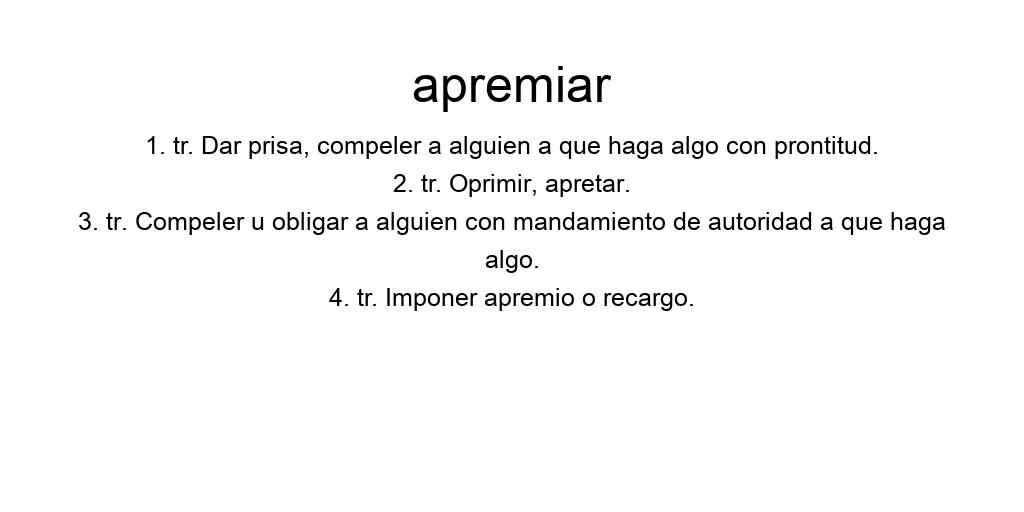 apremiar
1. tr. Dar prisa, compeler a alguien a que haga algo con prontitud.
2. tr. Oprimir, apretar.
3. tr. Compeler u obligar a alguien con mandamiento de autoridad a que haga
algo.
4. tr. Imponer apremio o recargo.